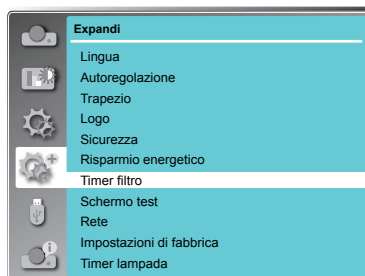 Expandi
Lingua
Autoregolazione
Trapezio
Logo
Sicurezza
Risparmio energetico
Timer filtro
Schermo test
Rete
Impostazioni di fabbrica
Timer lampada